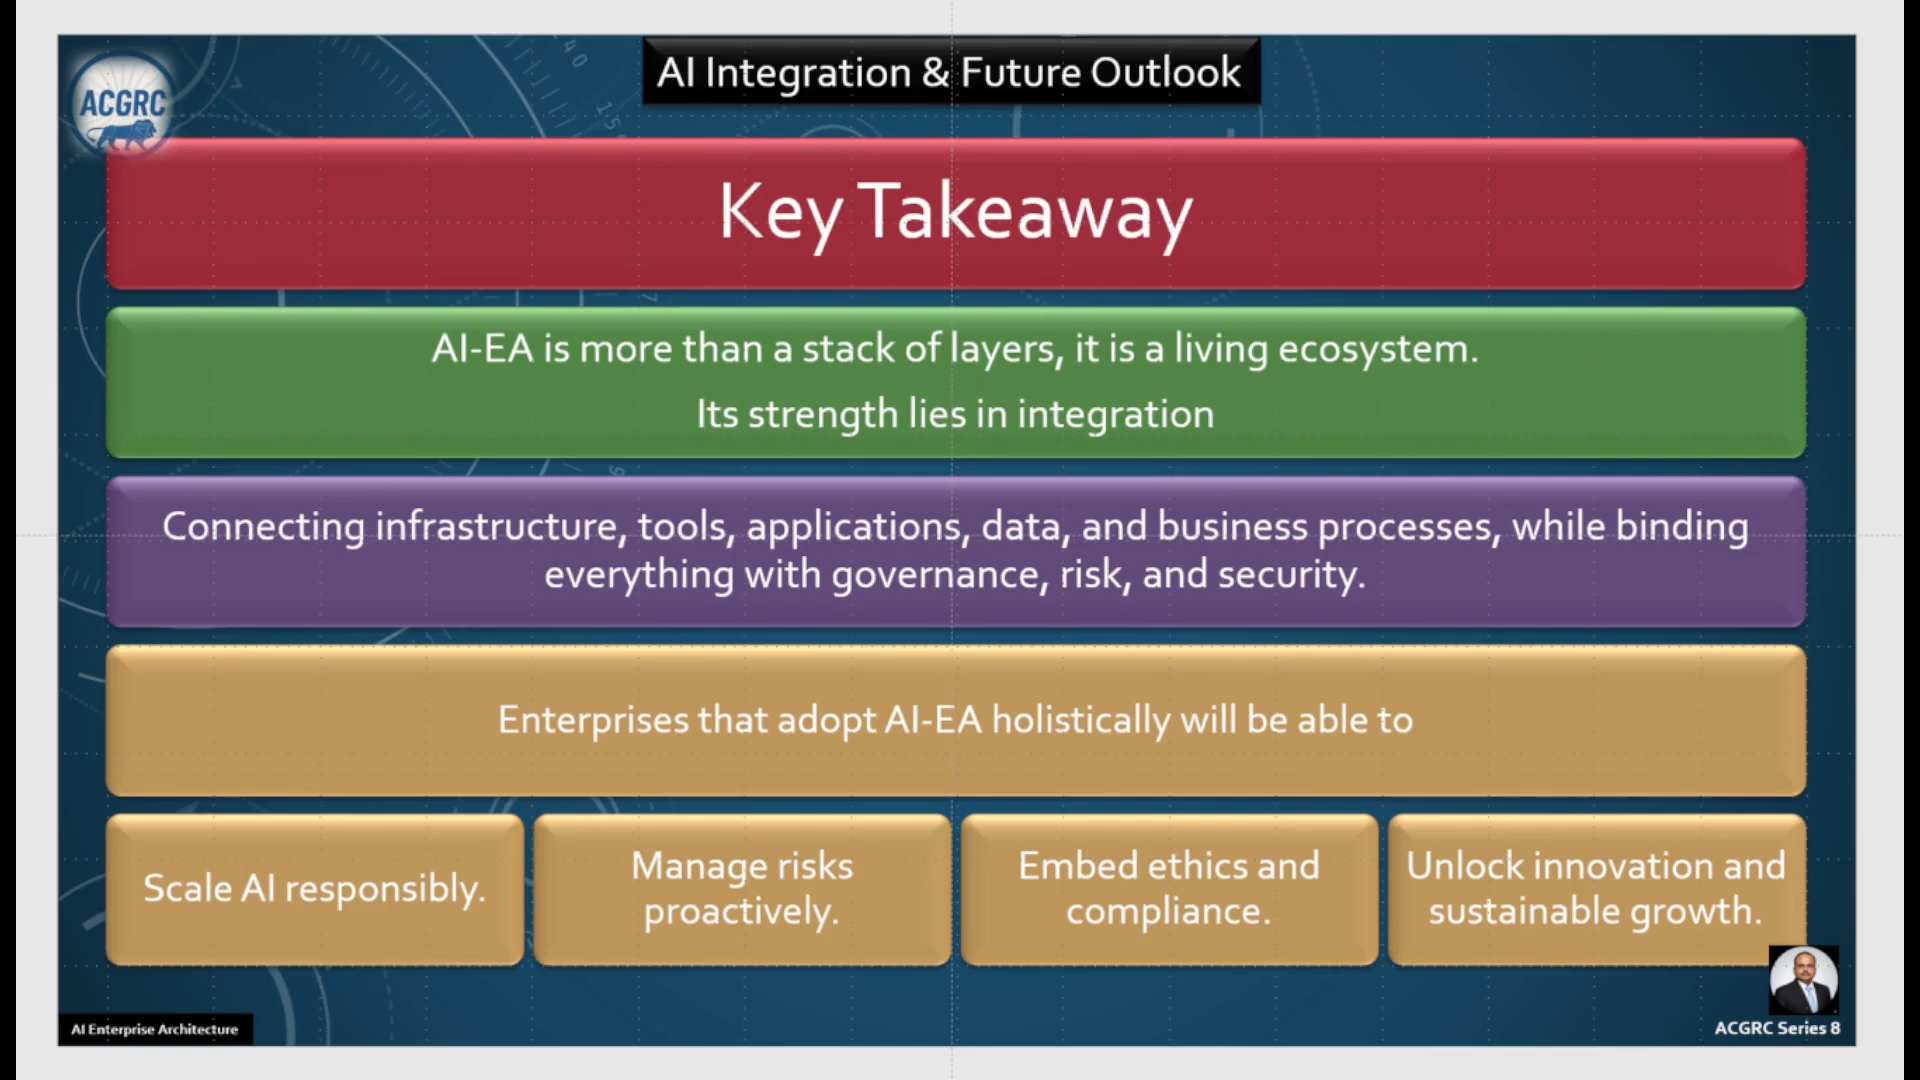 AI Integration & Future Outlook
ACGRC
Key Takeaway
AI-EA is more than a stack of layers, it is a living ecosystem.
Its strength lies in integration
Connecting infrastructure, tools, applications, data, and business processes, while binding
everything with governance, risk, and security.
Enterprises that adopt AI-EA holistically will be able to
Scale AI responsibly.
Manage risks
proactively.
Embed ethics and
compliance.
Unlock innovation and
sustainable growth.
AI Enterprise Architecture
ACGRC Series 8